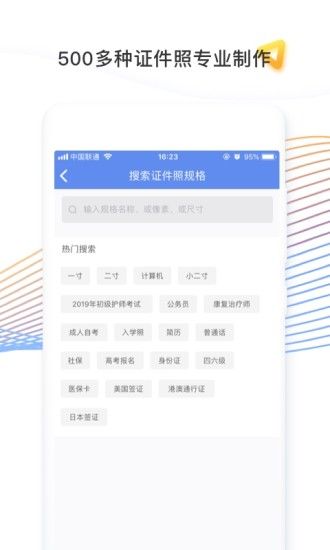 500多种证件照专业制作
中国联通 16:23 95%
搜索证件照规格
输入规格名称、或像素、或尺寸
热门搜索
一寸 二寸 计算机 小二寸
2019年初级护师考试 公务员 康复治疗师
成人自考 入学照 简历 普通话
社保 高考报名 身份证 四六级
医保卡 美国签证 港澳通行证
日本签证